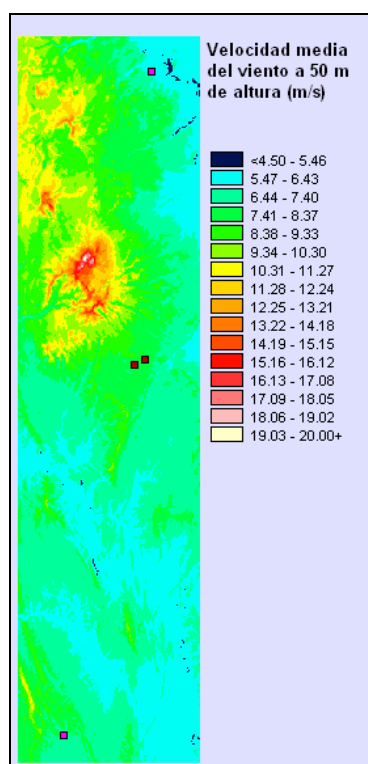 Velocidad media
del viento a 50 m
de altura (m/s)
<4.50 - 5.46
5.47 - 6.43
6.44 - 7.40
7.41 - 8.37
8.38 - 9.33
9.34 - 10.30
10.31 - 11.27
11.28 - 12.24
12.25 - 13.21
13.22 - 14.18
14.19 - 15.15
15.16 - 16.12
16.13 - 17.08
17.09 - 18.05
18.06 - 19.02
19.03 - 20.00+